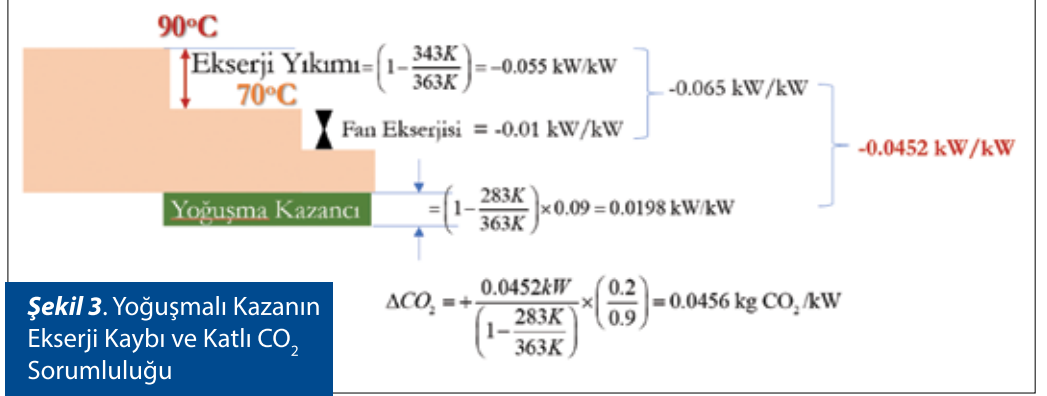 90°C
Ekserji Yıkımı=(1-343K/363K)=-0.055 kW/kW
70°C
-0.065 kW/kW
Fan Ekserjisi = -0.01 kW/kW
-0.0452 kW/kW
Yoğuşma Kazancı =(1-283K/363K)×0.09=0.0198 kW/kW
ΔCO₂ =+ 0.0452kW/(1-283K/363K) ×(0.2/0.9)=0.0456 kg CO₂/kW
Şekil 3. Yoğuşmalı Kazanın
Ekserji Kaybı ve Katlı CO₂
Sorumluluğu